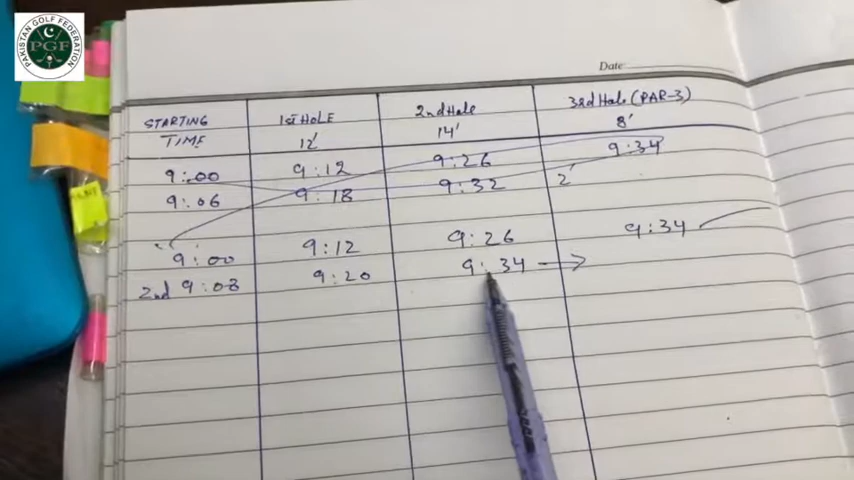 PAKISTAN GOLF FEDERATION
PGF
Date
STARTING TIME
1st HOLE 12'
2nd Hole 14'
3rd Hole (PAR-3) 8'
9:00 9:12 9:26 9:34
9:06 9:18 9:32 2'
9:00 9:12 9:26 9:34
2nd 9:08 9:20 9:34 →